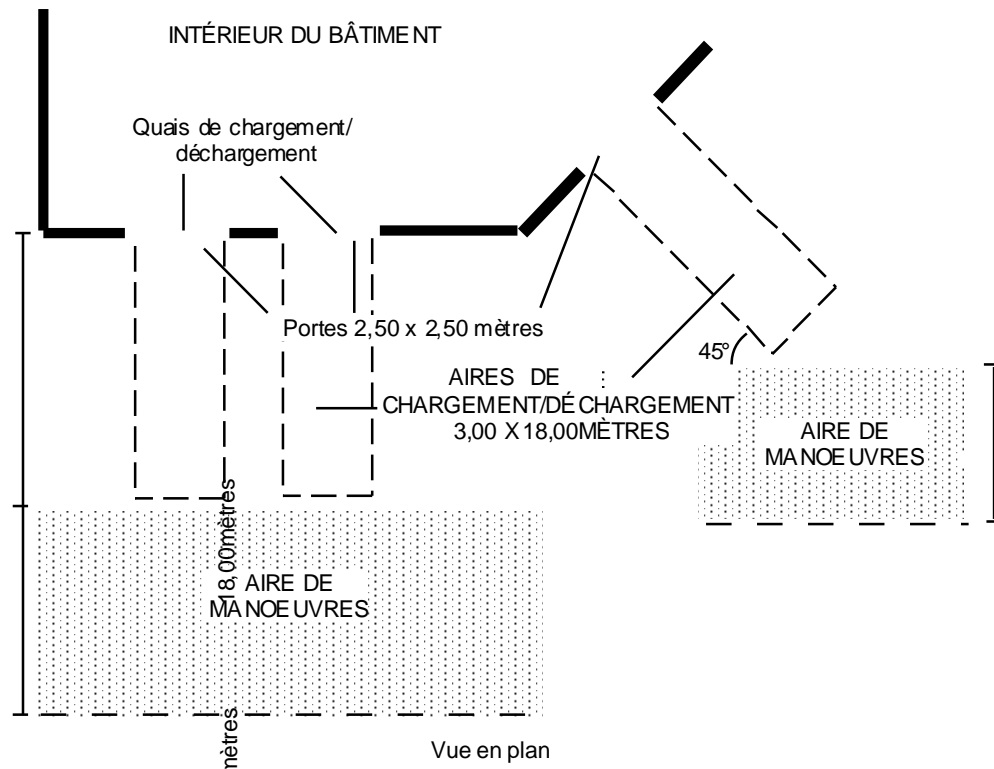 INTÉRIEUR DU BÂTIMENT
Quais de chargement/
déchargement
Portes 2,50 x 2,50 mètres
45°
AIRES DE
CHARGEMENT/DÉCHARGEMENT
3,00 X 18,00MÈTRES
AIRE DE
MANOEUVRES
18,00mètres
AIRE DE
MANOEUVRES
mètres
Vue en plan